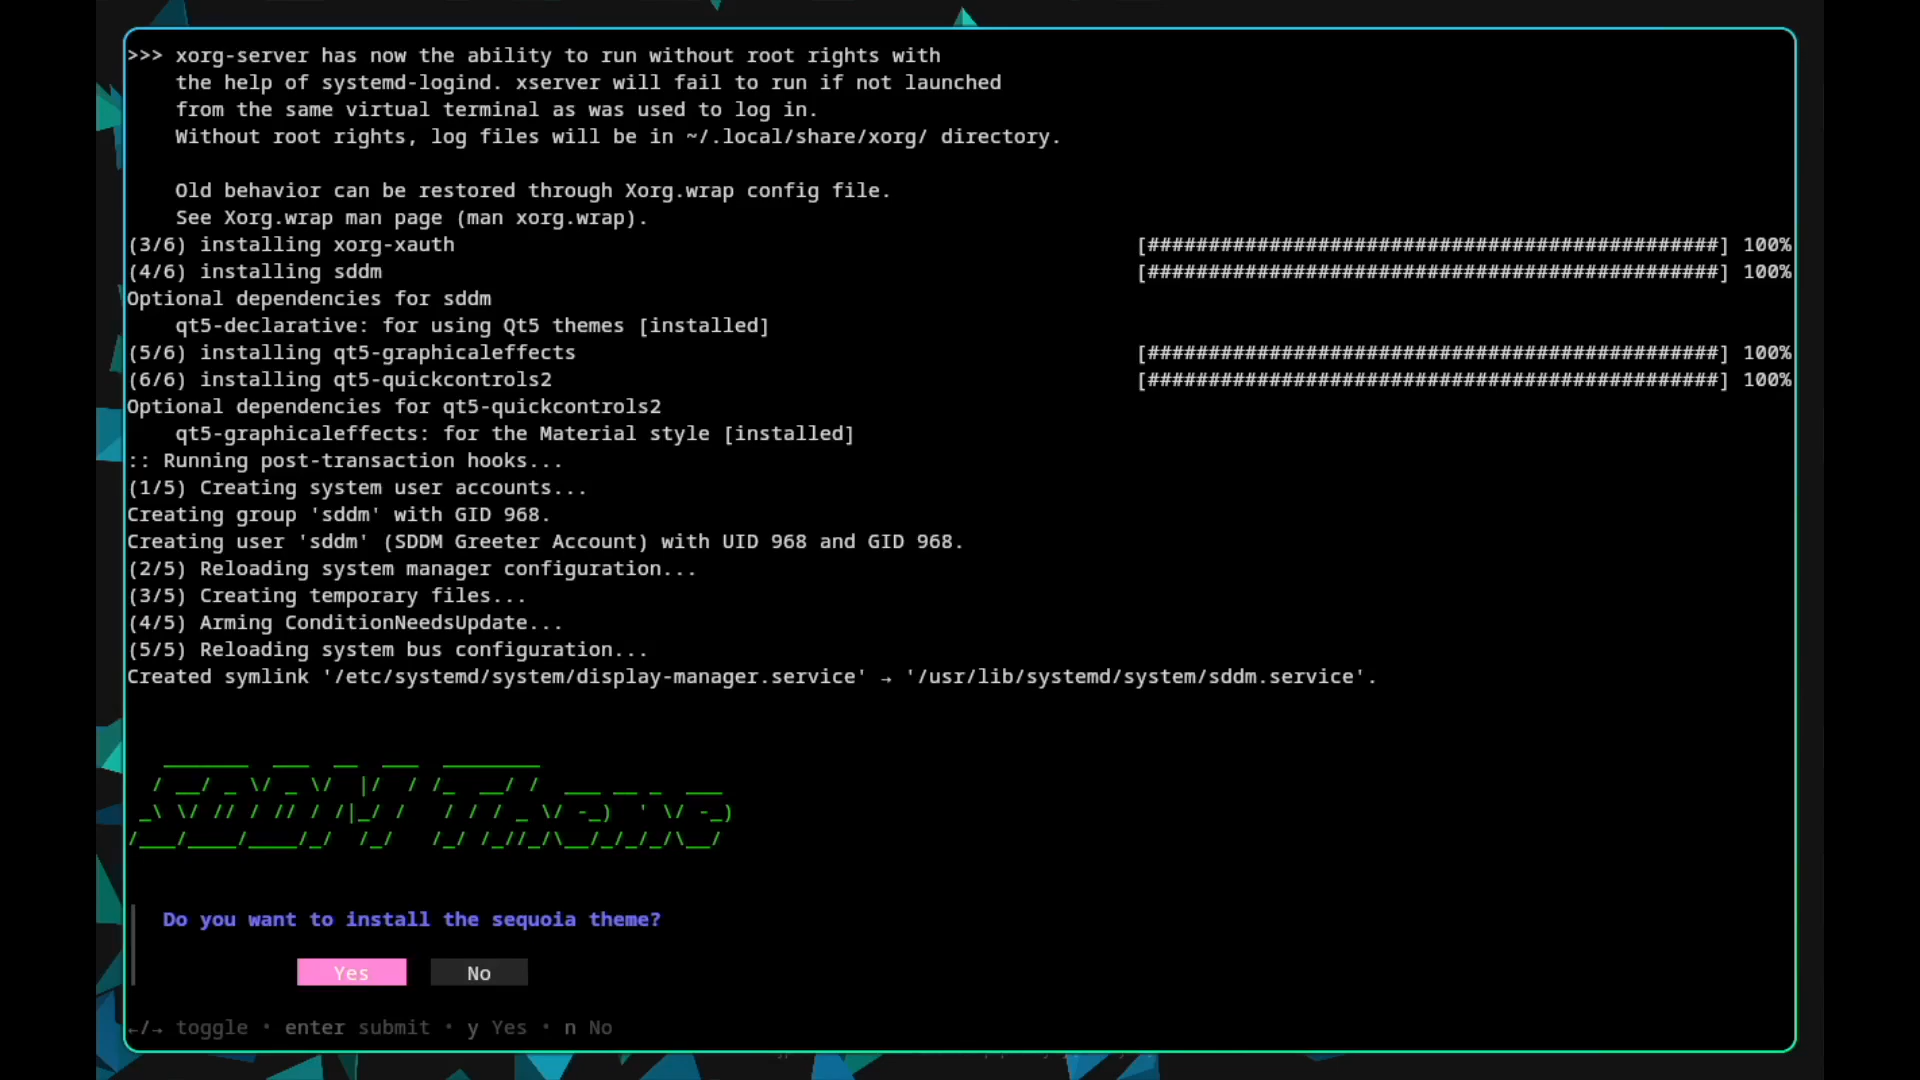 >>> xorg-server has now the ability to run without root rights with
    the help of systemd-logind. xserver will fail to run if not launched
    from the same virtual terminal as was used to log in.
    Without root rights, log files will be in ~/.local/share/xorg/ directory.

    Old behavior can be restored through Xorg.wrap config file.
    See Xorg.wrap man page (man xorg.wrap).
(3/6) installing xorg-xauth [###############################################] 100%
(4/6) installing sddm [###############################################] 100%
Optional dependencies for sddm
    qt5-declarative: for using Qt5 themes [installed]
(5/6) installing qt5-graphicaleffects [###############################################] 100%
(6/6) installing qt5-quickcontrols2 [###############################################] 100%
Optional dependencies for qt5-quickcontrols2
    qt5-graphicaleffects: for the Material style [installed]
:: Running post-transaction hooks...
(1/5) Creating system user accounts...
Creating group 'sddm' with GID 968.
Creating user 'sddm' (SDDM Greeter Account) with UID 968 and GID 968.
(2/5) Reloading system manager configuration...
(3/5) Creating temporary files...
(4/5) Arming ConditionNeedsUpdate...
(5/5) Reloading system bus configuration...
Created symlink '/etc/systemd/system/display-manager.service' → '/usr/lib/systemd/system/sddm.service'.
SDDM Theme
Do you want to install the sequoia theme?
Yes No
←/→ toggle • enter submit • y Yes • n No